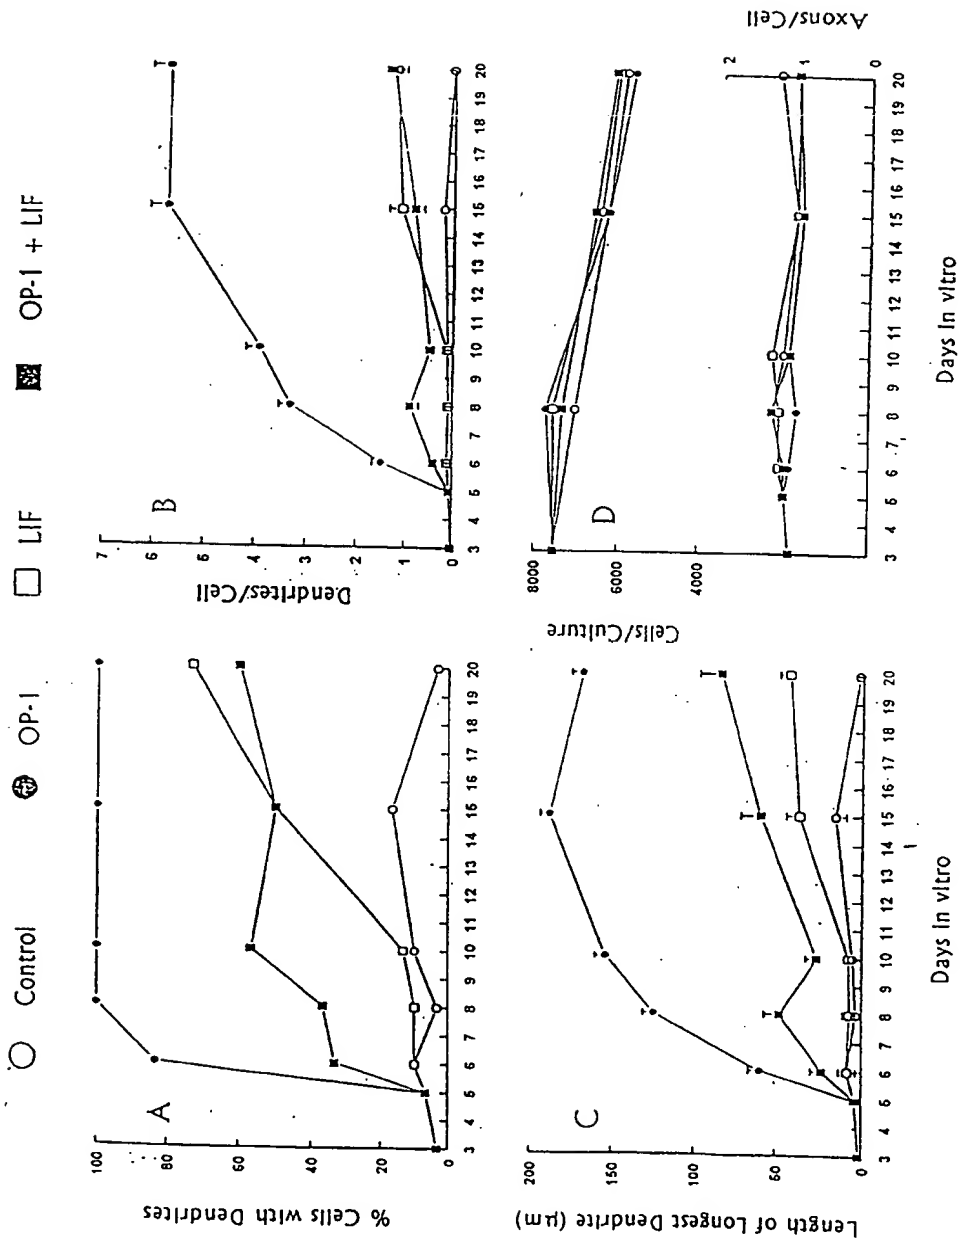 Control
OP-1
LIF
OP-1 + LIF
A
% Cells with Dendrites
100
80
60
40
20
0
3 4 5 6 7 8 9 10 11 12 13 14 15 16 17 18 19 20
B
Dendrites/Cell
7
6
5
4
3
2
1
0
3 4 5 6 7 8 9 10 11 12 13 14 15 16 17 18 19 20
C
Length of Longest Dendrite (μm)
200
150
100
50
0
3 4 5 6 7 8 9 10 11 12 13 14 15 16 17 18 19 20
Days in vitro
D
Cells/Culture
8000
6000
4000
Axons/Cell
2
1
0
3 4 5 6 7 8 9 10 11 12 13 14 15 16 17 18 19 20
Days in vitro